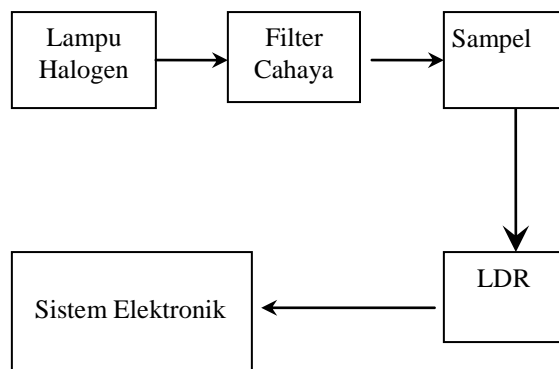 Lampu
Halogen
Filter
Cahaya
Sampel
LDR
Sistem Elektronik